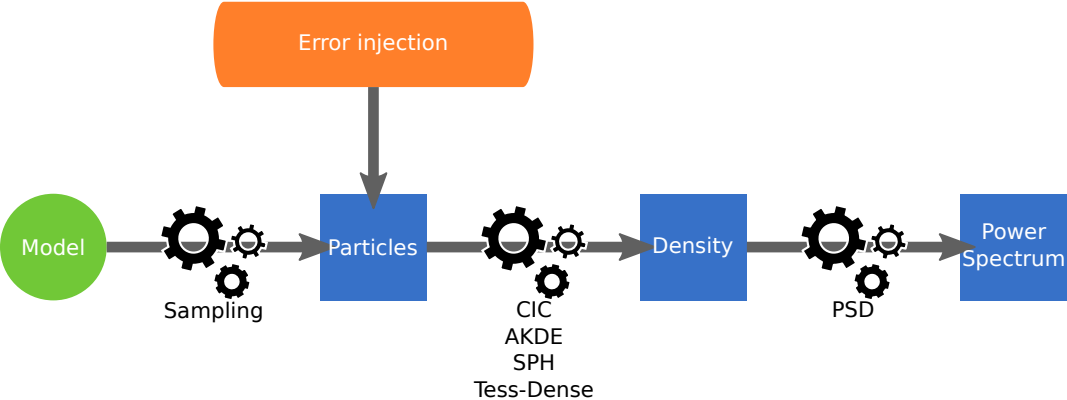 Error injection
Model
Sampling
Particles
CIC
AKDE
SPH
Tess-Dense
Density
PSD
Power
Spectrum